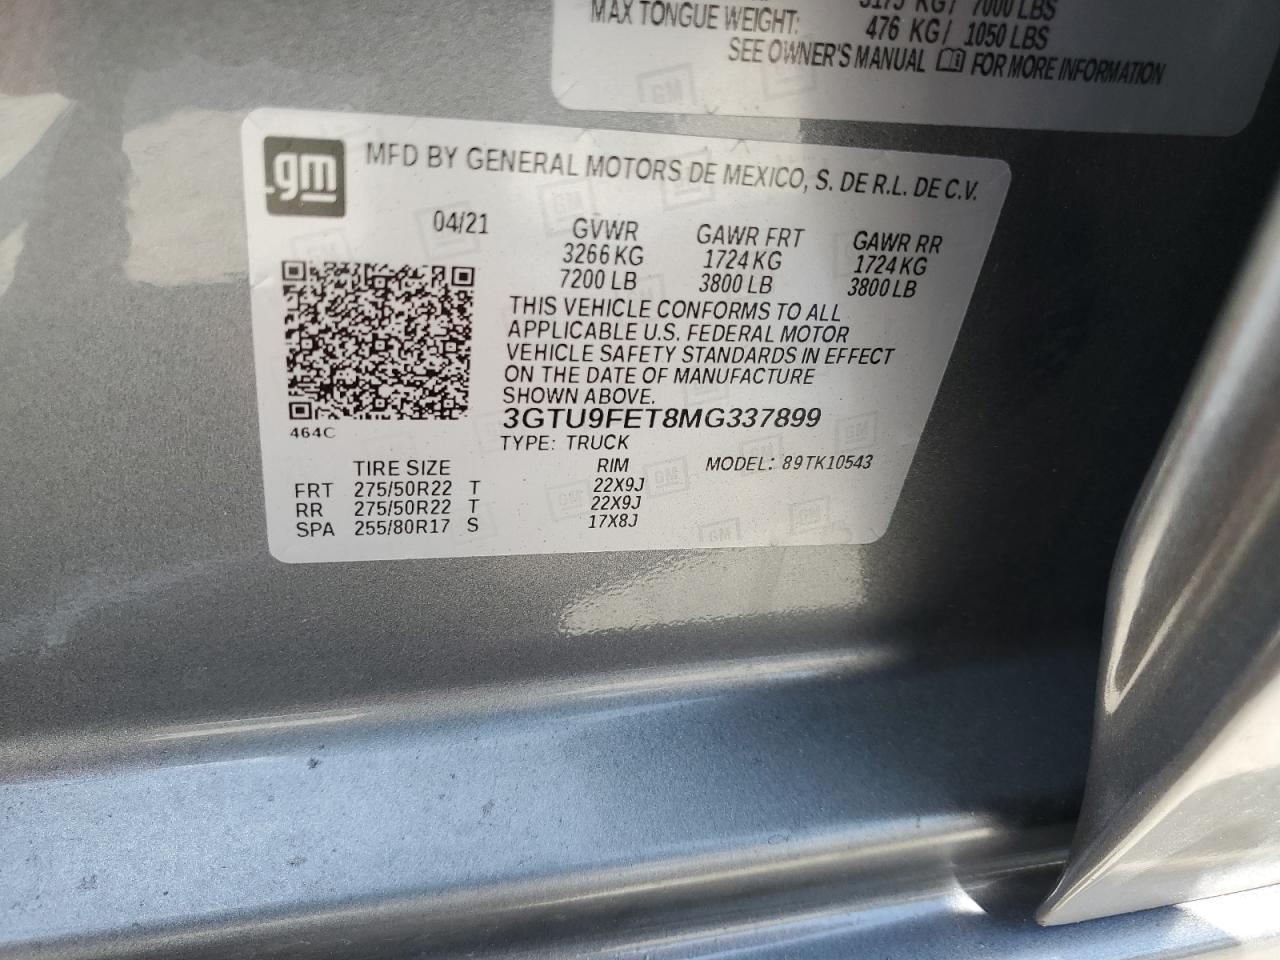 3175 KG/ 7000 LBS
MAX TONGUE WEIGHT: 476 KG/ 1050 LBS
SEE OWNER'S MANUAL FOR MORE INFORMATION
gm MFD BY GENERAL MOTORS DE MEXICO, S. DE R.L. DE C.V.
04/21 GVWR GAWR FRT GAWR RR
3266 KG 1724 KG 1724 KG
7200 LB 3800 LB 3800 LB
THIS VEHICLE CONFORMS TO ALL
APPLICABLE U.S. FEDERAL MOTOR
VEHICLE SAFETY STANDARDS IN EFFECT
ON THE DATE OF MANUFACTURE
SHOWN ABOVE.
3GTU9FET8MG337899
464C
TYPE: TRUCK
TIRE SIZE RIM MODEL: 89TK10543
FRT 275/50R22 T 22X9J
RR 275/50R22 T 22X9J
SPA 255/80R17 S 17X8J